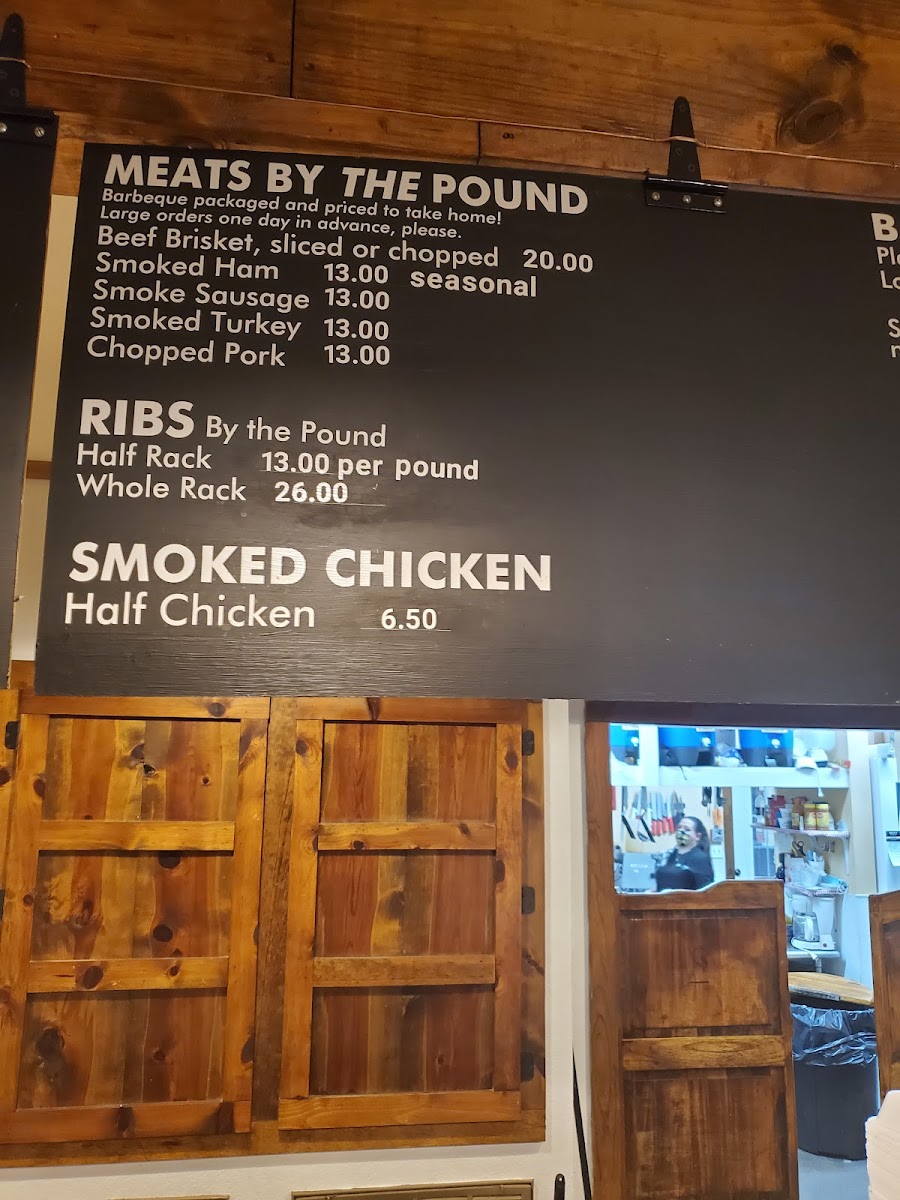 MEATS BY THE POUND
Barbeque packaged and priced to take home!
Large orders one day in advance, please.
Beef Brisket, sliced or chopped 20.00
Smoked Ham 13.00 seasonal
Smoke Sausage 13.00
Smoked Turkey 13.00
Chopped Pork 13.00
RIBS By the Pound
Half Rack 13.00 per pound
Whole Rack 26.00
SMOKED CHICKEN
Half Chicken 6.50